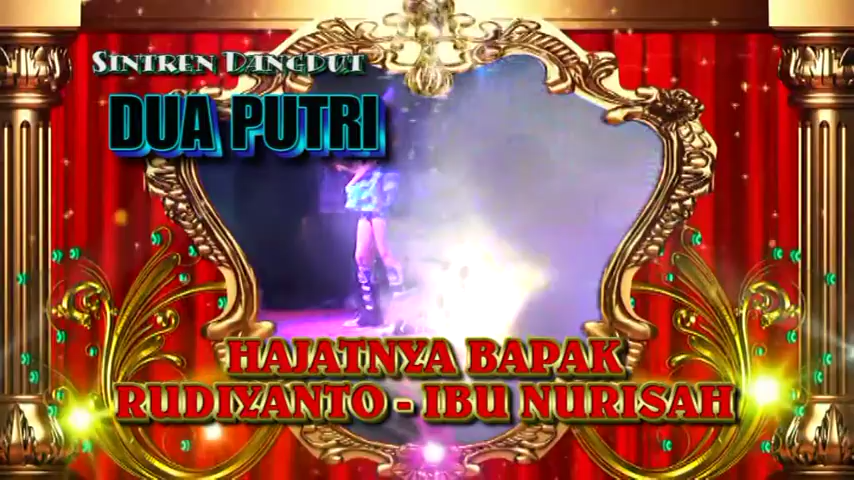 SINTREN DANGDUT
DUA PUTRI
HAJATNYA BAPAK
RUDIYANTO - IBU NURISAH